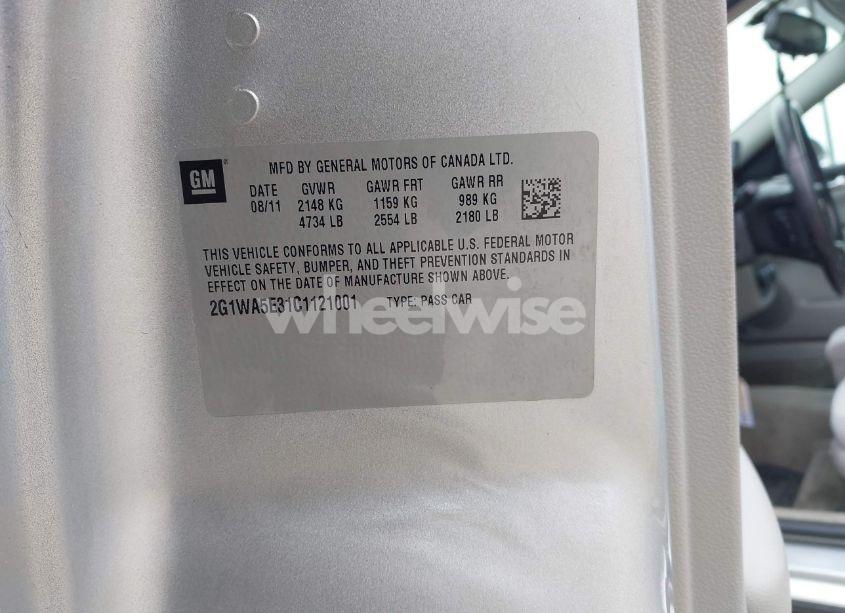 GM
MFD BY GENERAL MOTORS OF CANADA LTD.
DATE GVWR GAWR FRT GAWR RR
08/11 2148 KG 1159 KG 989 KG
4734 LB 2554 LB 2180 LB
THIS VEHICLE CONFORMS TO ALL APPLICABLE U.S. FEDERAL MOTOR
VEHICLE SAFETY, BUMPER, AND THEFT PREVENTION STANDARDS IN
EFFECT ON THE DATE OF MANUFACTURE SHOWN ABOVE.
2G1WA5E31C1121001 TYPE: PASS CAR
wheelwise